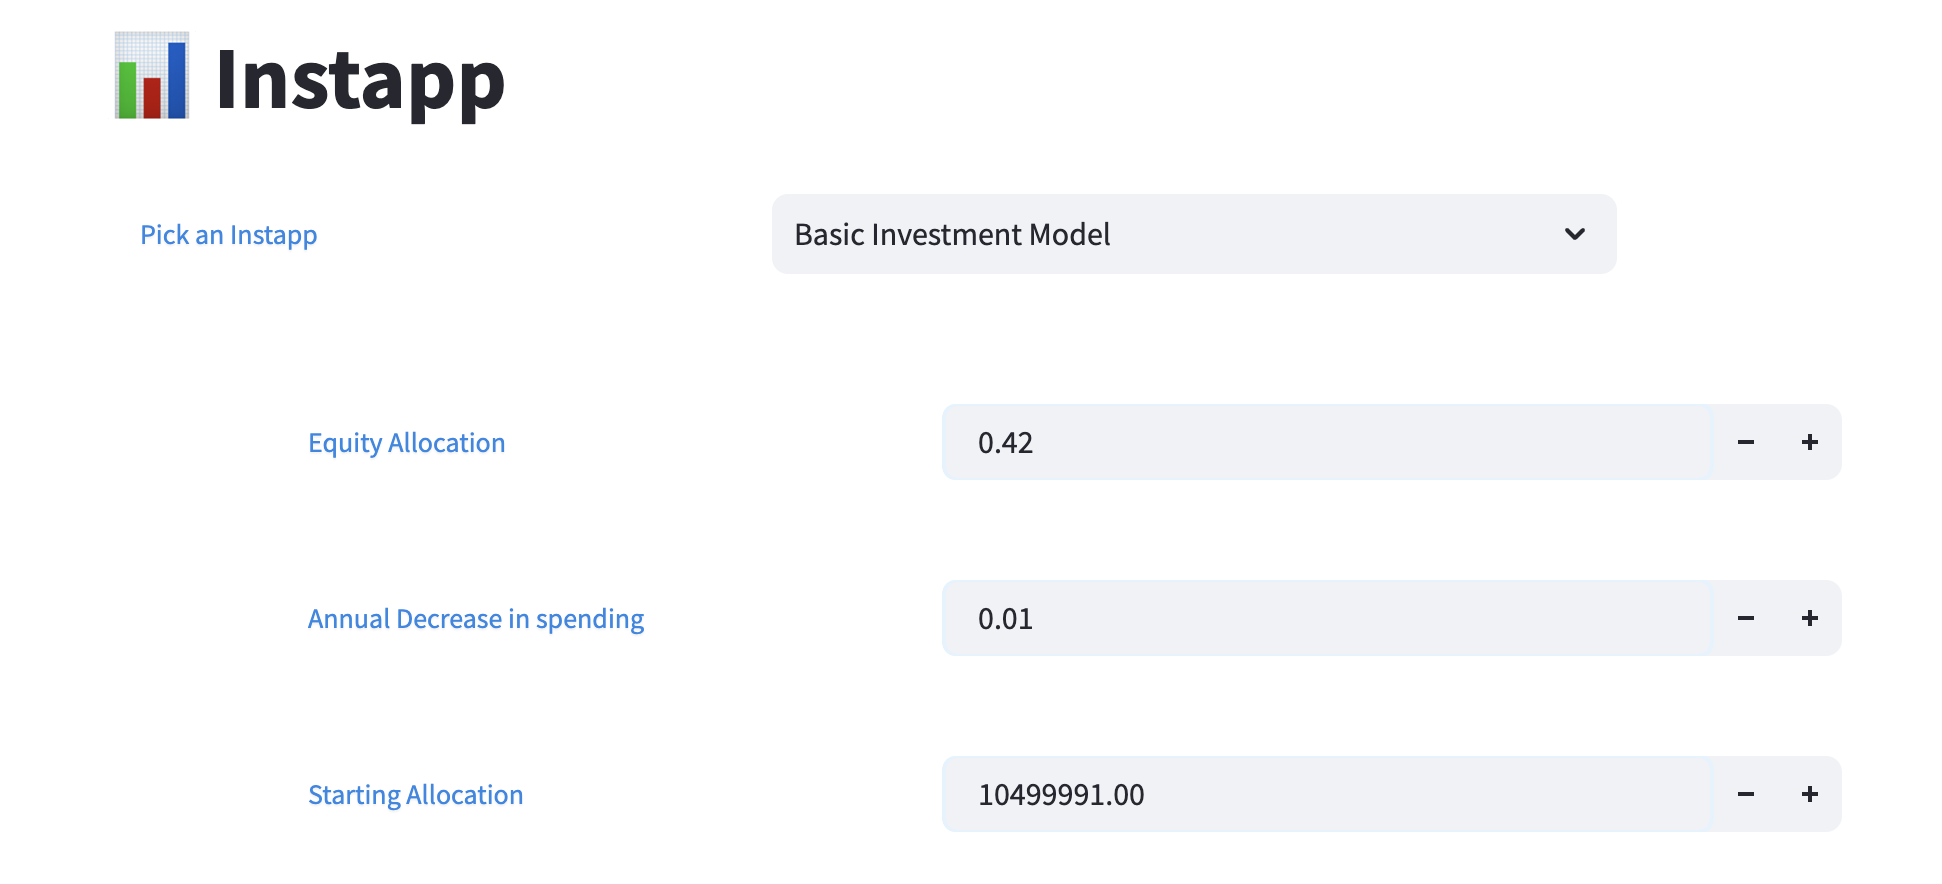 Instapp
Pick an Instapp
Basic Investment Model
Equity Allocation
0.42
Annual Decrease in spending
0.01
Starting Allocation
10499991.00